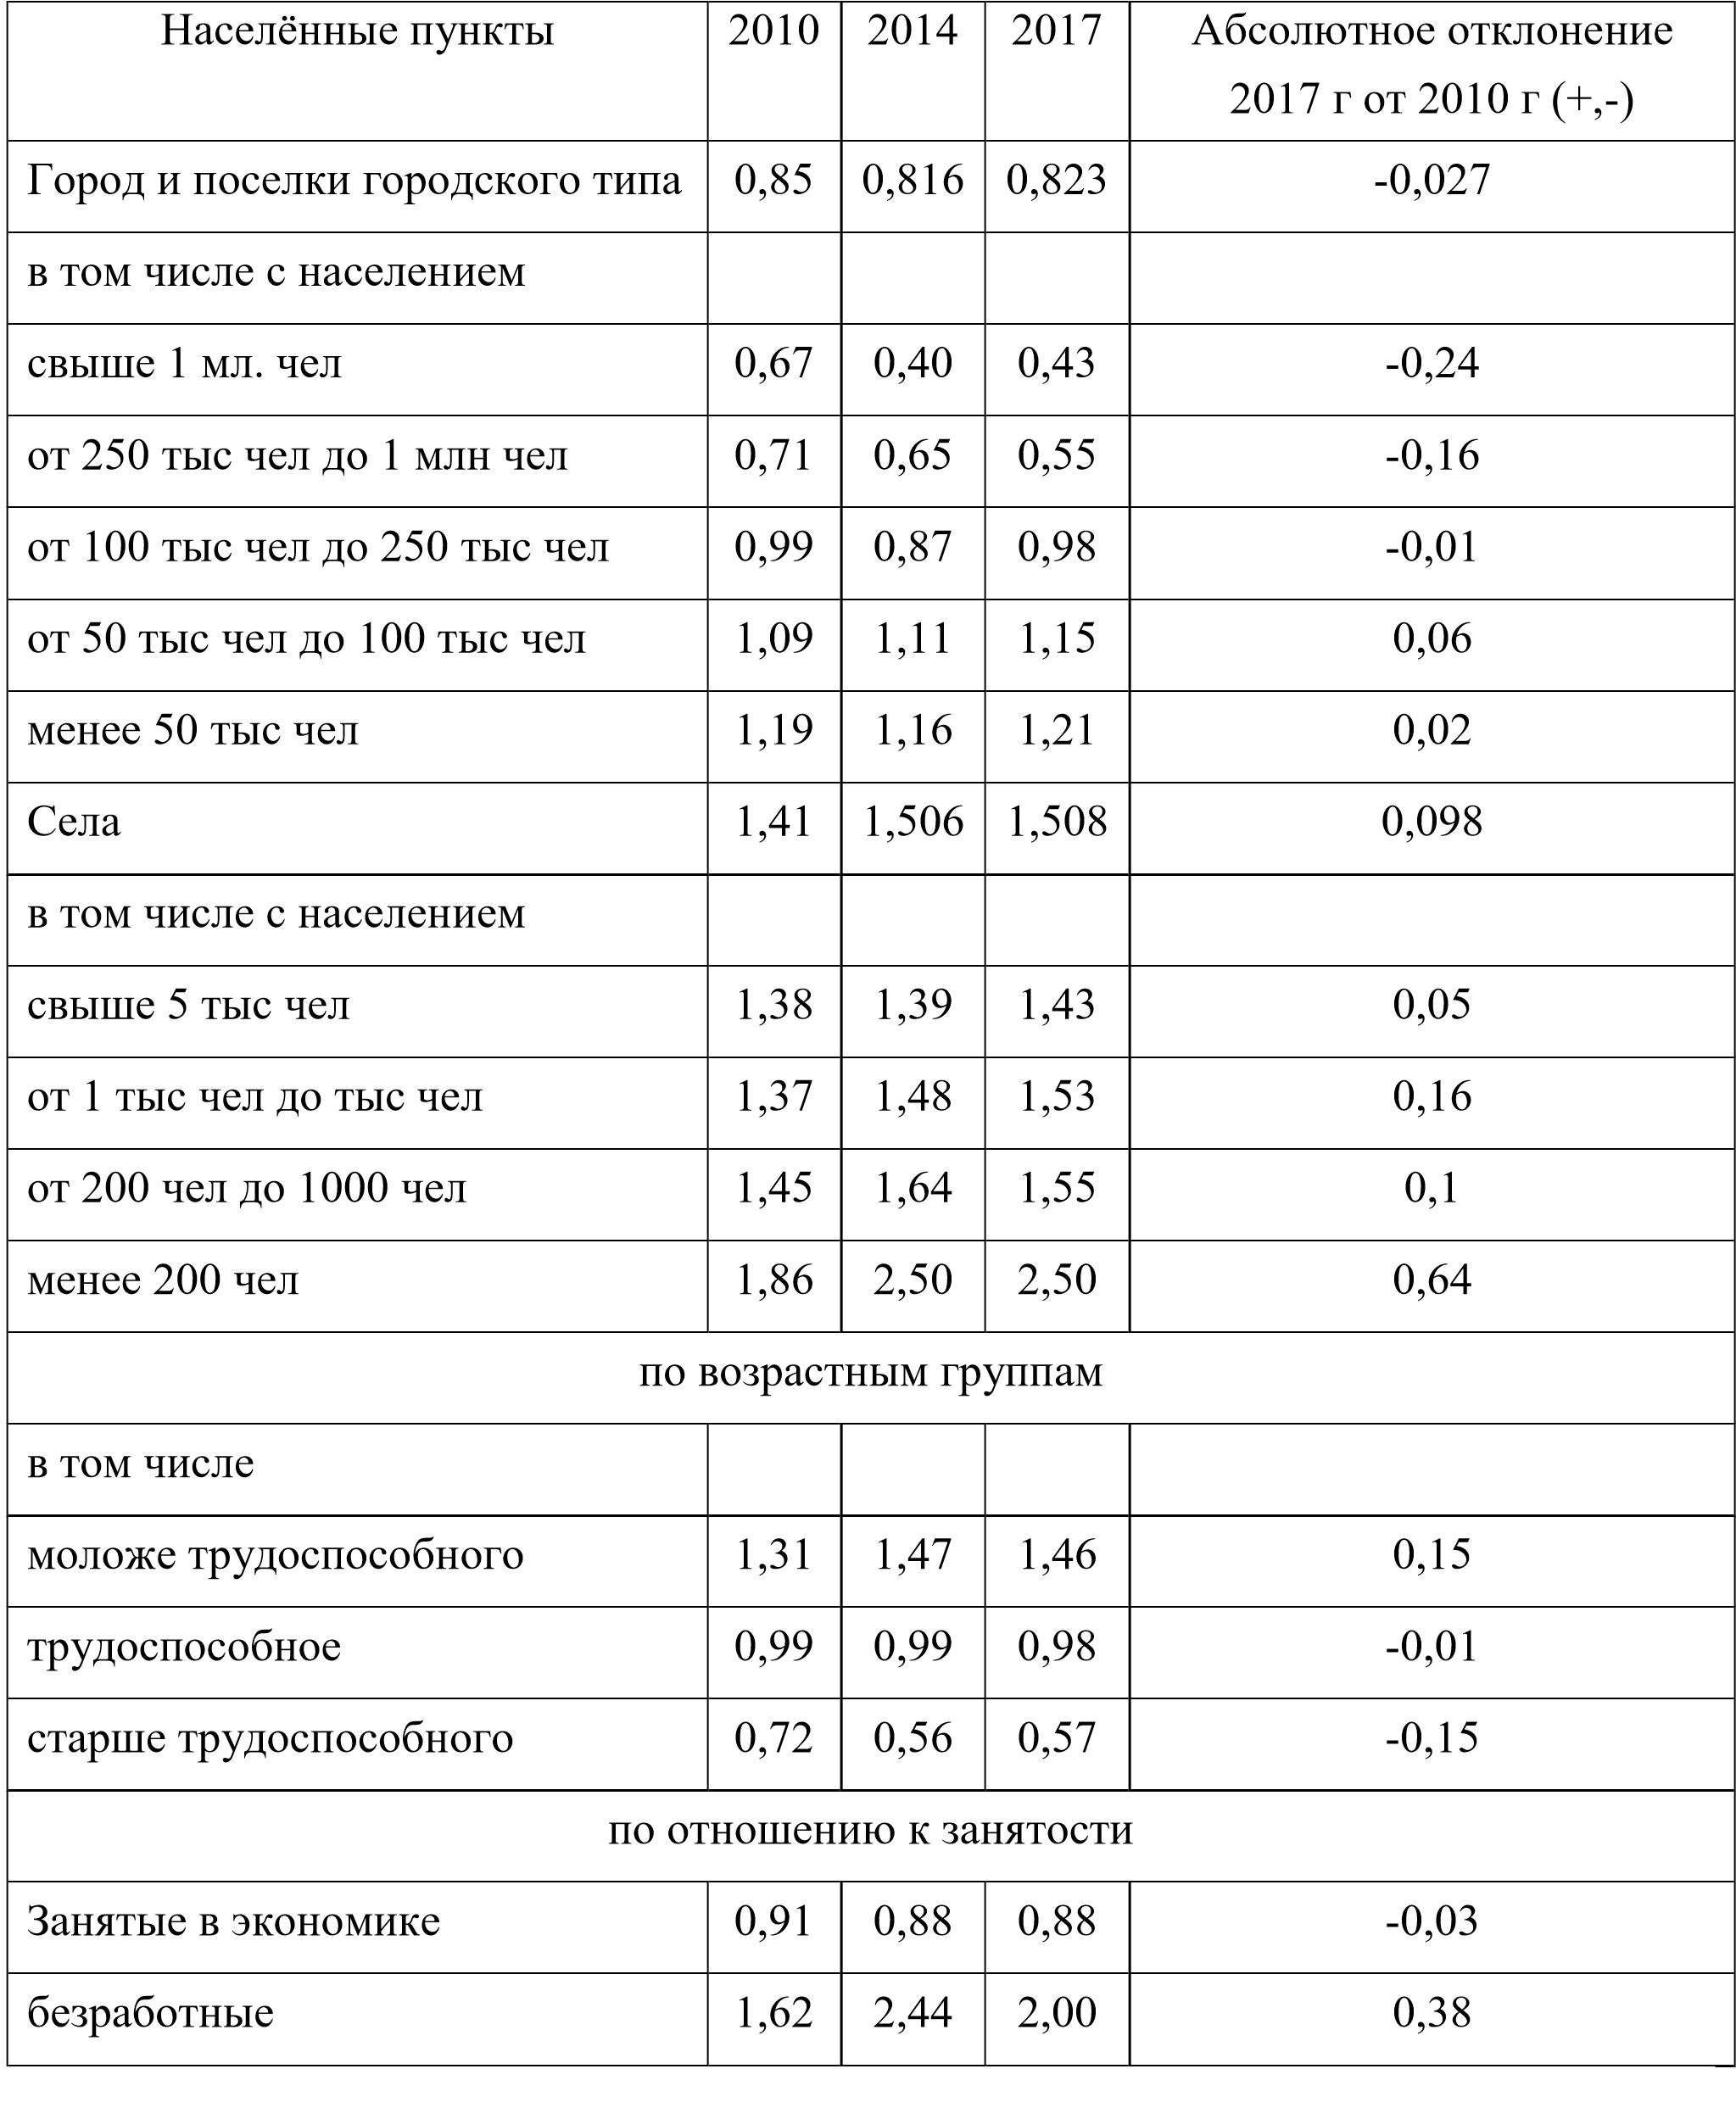 Населённые пункты 2010 2014 2017 Абсолютное отклонение
2017 г от 2010 г (+,-)
Город и поселки городского типа 0,85 0,816 0,823 -0,027
в том числе с населением
свыше 1 мл. чел 0,67 0,40 0,43 -0,24
от 250 тыс чел до 1 млн чел 0,71 0,65 0,55 -0,16
от 100 тыс чел до 250 тыс чел 0,99 0,87 0,98 -0,01
от 50 тыс чел до 100 тыс чел 1,09 1,11 1,15 0,06
менее 50 тыс чел 1,19 1,16 1,21 0,02
Села 1,41 1,506 1,508 0,098
в том числе с населением
свыше 5 тыс чел 1,38 1,39 1,43 0,05
от 1 тыс чел до тыс чел 1,37 1,48 1,53 0,16
от 200 чел до 1000 чел 1,45 1,64 1,55 0,1
менее 200 чел 1,86 2,50 2,50 0,64
по возрастным группам
в том числе
моложе трудоспособного 1,31 1,47 1,46 0,15
трудоспособное 0,99 0,99 0,98 -0,01
старше трудоспособного 0,72 0,56 0,57 -0,15
по отношению к занятости
Занятые в экономике 0,91 0,88 0,88 -0,03
безработные 1,62 2,44 2,00 0,38